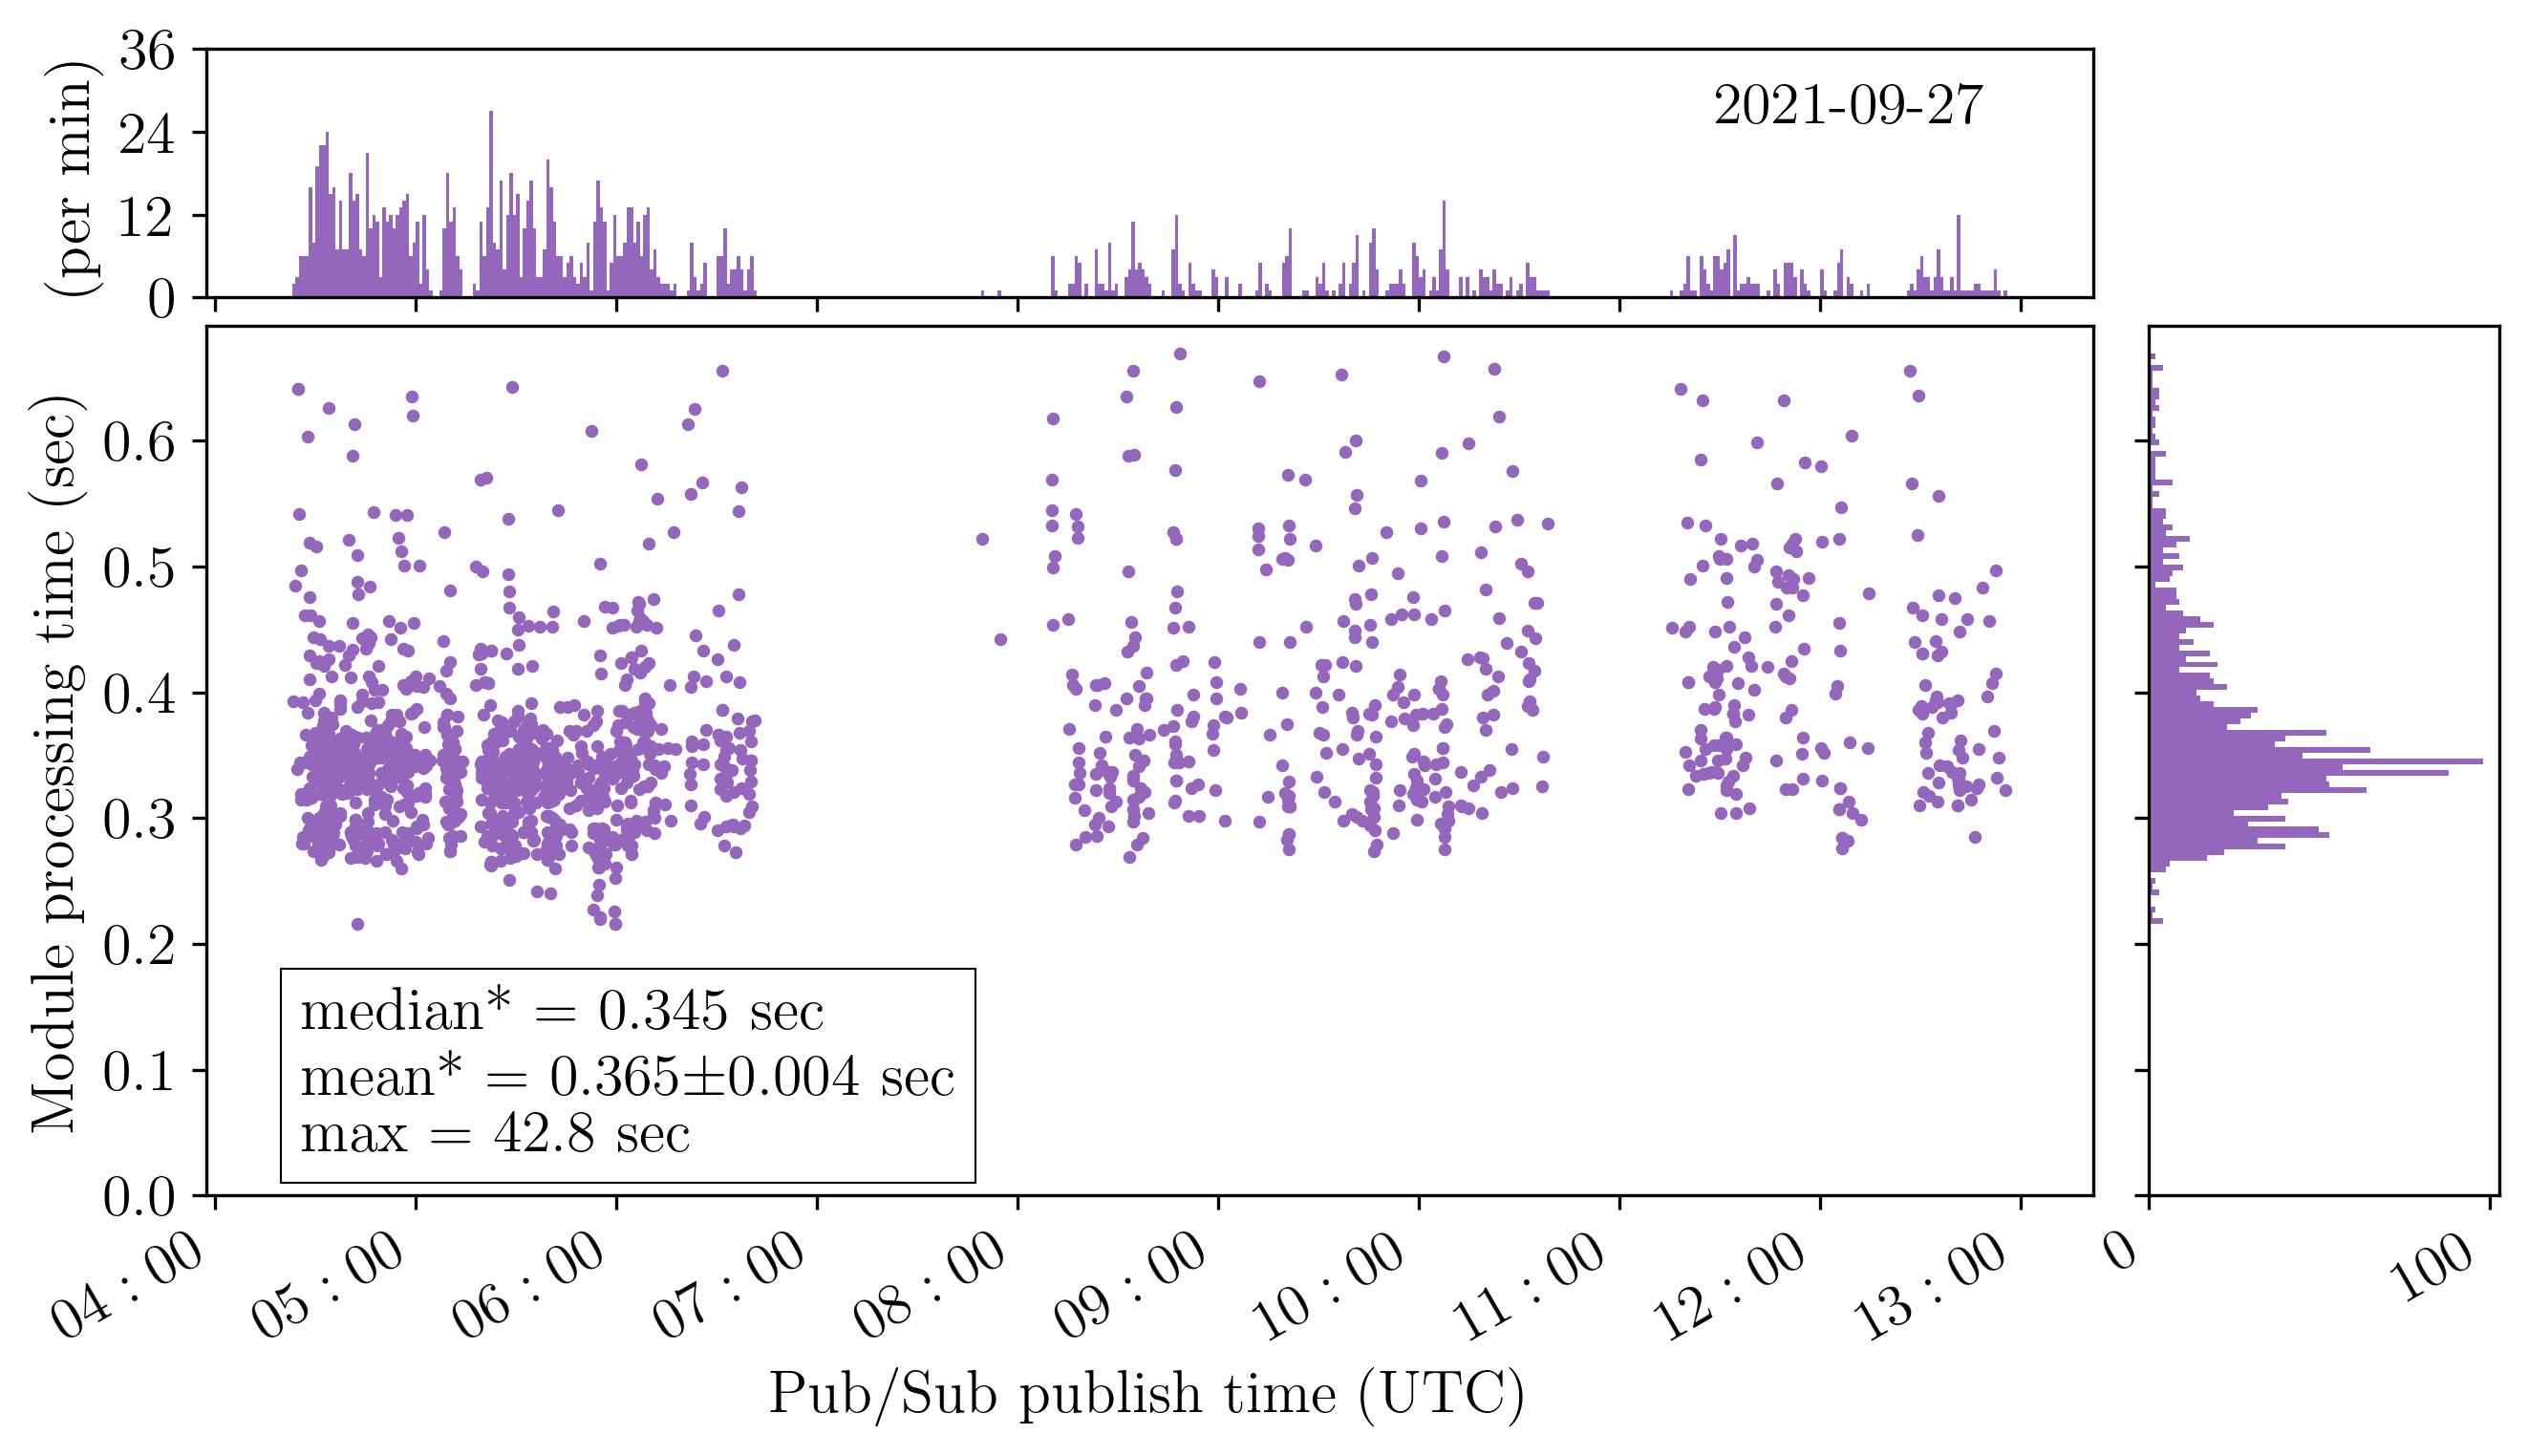 36
24
12
0
(per min)
2021-09-27
0.6
0.5
0.4
0.3
0.2
0.1
0.0
Module processing time (sec)
median* = 0.345 sec
mean* = 0.365±0.004 sec
max = 42.8 sec
04 : 00
05 : 00
06 : 00
07 : 00
08 : 00
09 : 00
10 : 00
11 : 00
12 : 00
13 : 00
0
100
Pub/Sub publish time (UTC)